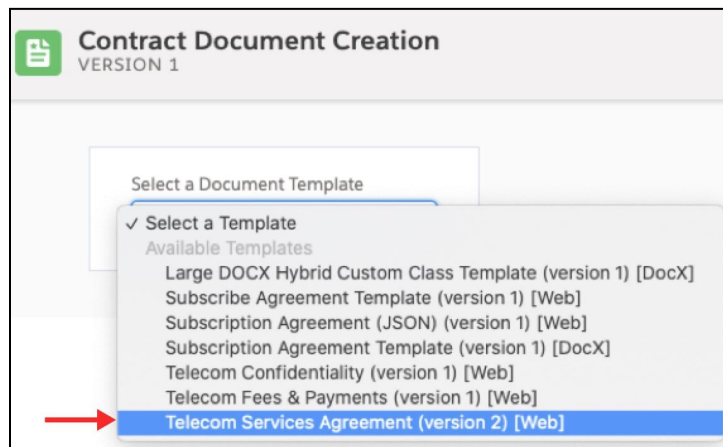 Contract Document Creation
VERSION 1
Select a Document Template
✓ Select a Template
Available Templates
Large DOCX Hybrid Custom Class Template (version 1) [DocX]
Subscribe Agreement Template (version 1) [Web]
Subscription Agreement (JSON) (version 1) [Web]
Subscription Agreement Template (version 1) [DocX]
Telecom Confidentiality (version 1) [Web]
Telecom Fees & Payments (version 1) [Web]
Telecom Services Agreement (version 2) [Web]